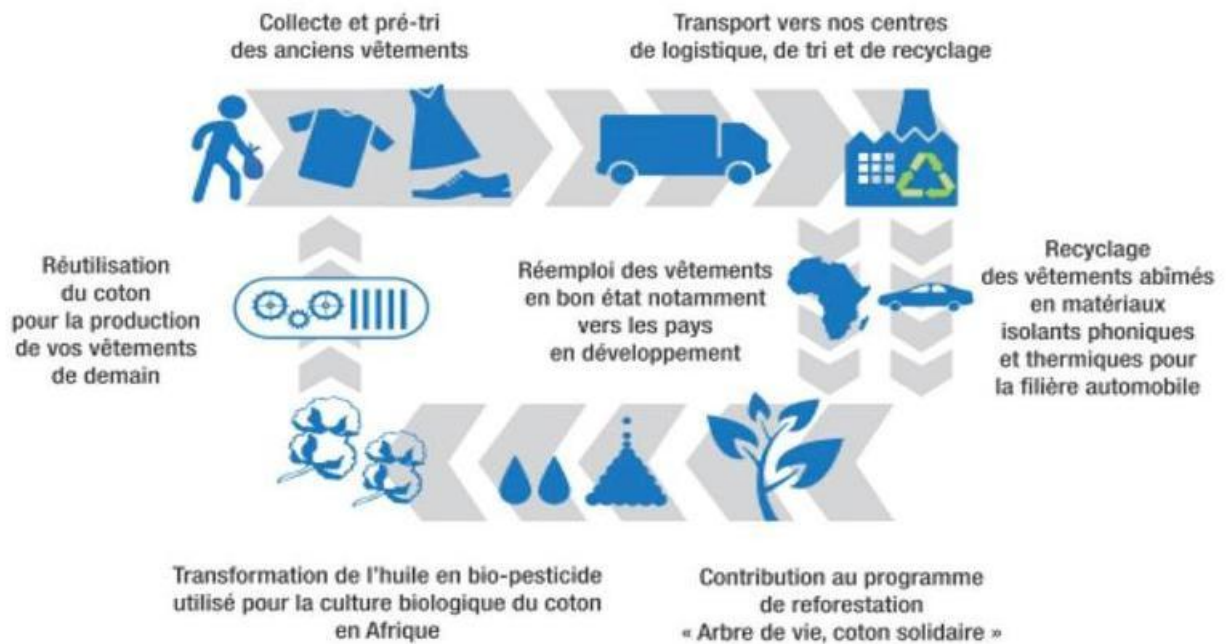 Collecte et pré-tri
des anciens vêtements
Transport vers nos centres
de logistique, de tri et de recyclage
Réutilisation
du coton
pour la production
de vos vêtements
de demain
Réemploi des vêtements
en bon état notamment
vers les pays
en développement
Recyclage
des vêtements abîmés
en matériaux
isolants phoniques
et thermiques pour
la filière automobile
Transformation de l'huile en bio-pesticide
utilisé pour la culture biologique du coton
en Afrique
Contribution au programme
de reforestation
« Arbre de vie, coton solidaire »